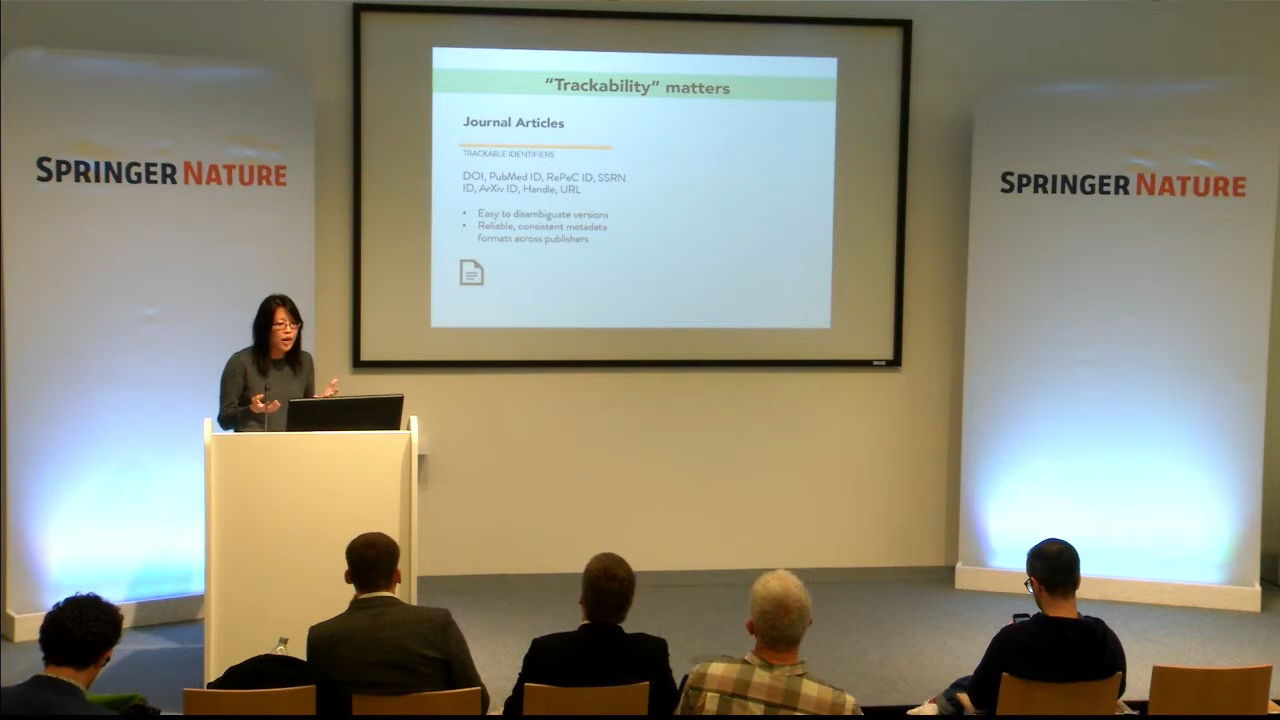 “Trackability” matters
Journal Articles
TRACKABLE IDENTIFIERS
DOI, PubMed ID, RePeC ID, SSRN
ID, ArXiv ID, Handle, URL
• Easy to disambiguate versions
• Reliable, consistent metadata
formats across publishers
SPRINGER NATURE
SPRINGER NATURE